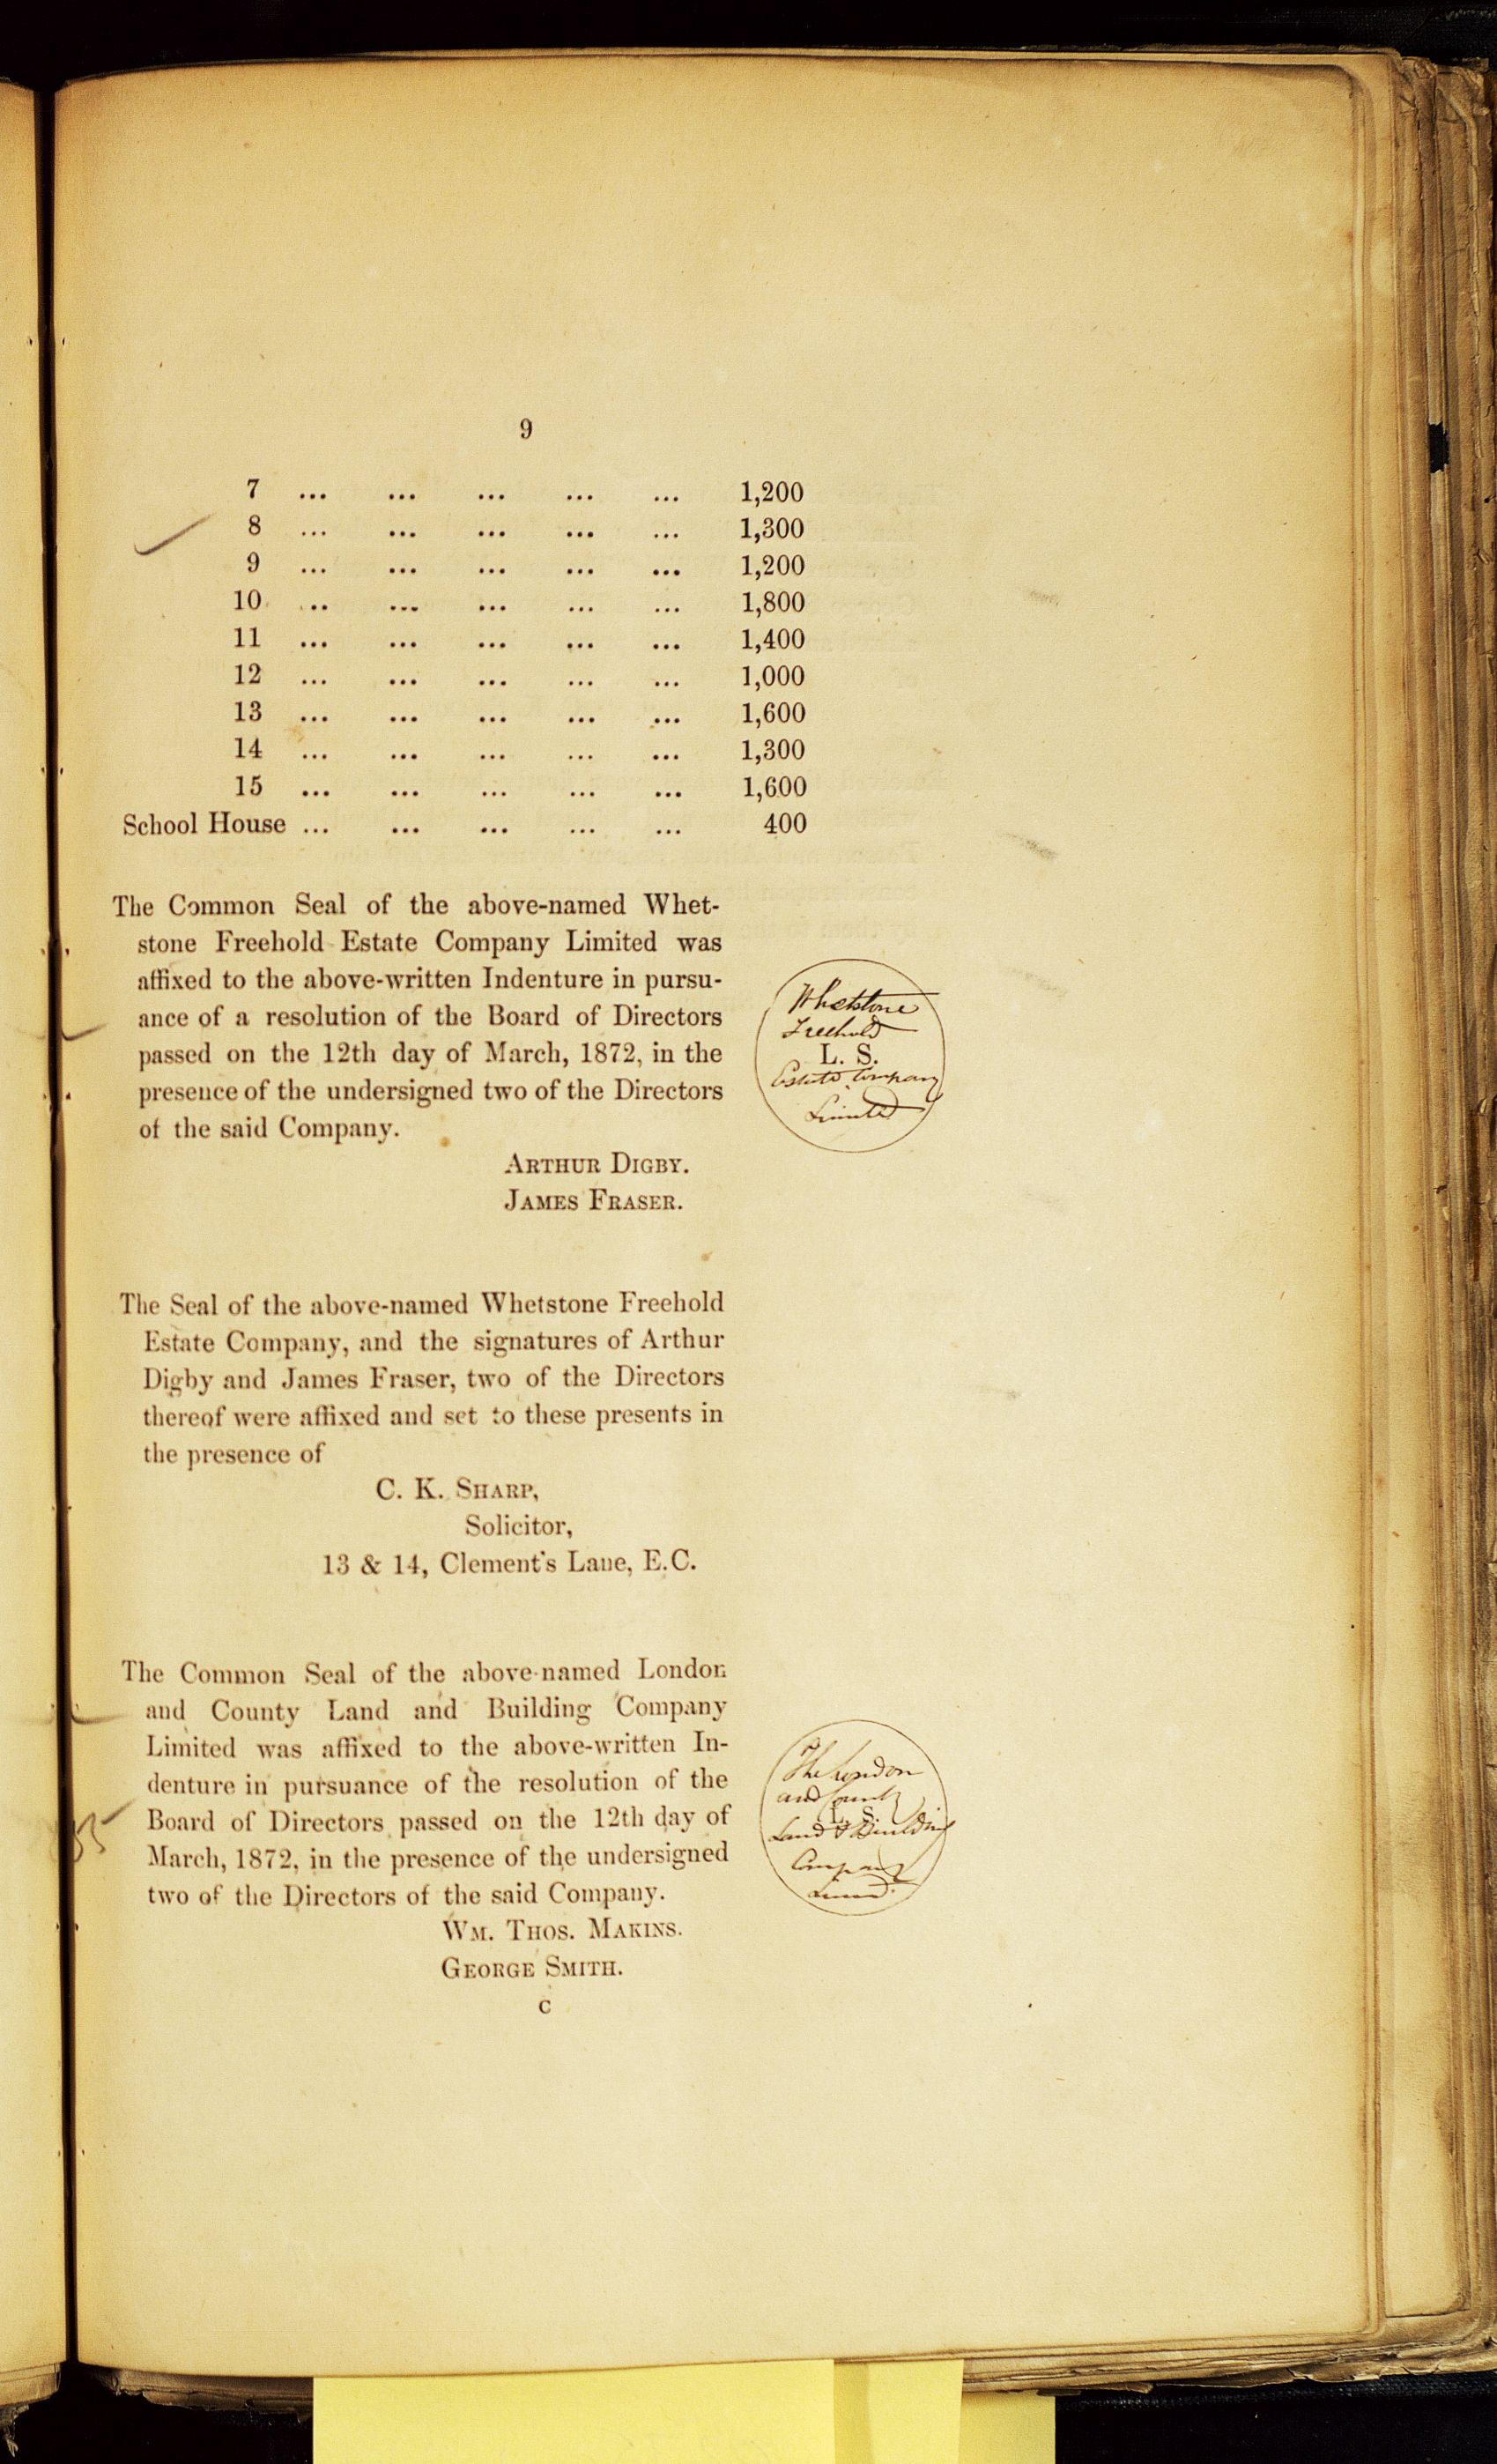 9
7 ... ... ... ... ... 1,200
8 ... ... ... ... ... 1,300
9 ... ... ... ... ... 1,200
10 ... ... ... ... ... 1,800
11 ... ... ... ... ... 1,400
12 ... ... ... ... ... 1,000
13 ... ... ... ... ... 1,600
14 ... ... ... ... ... 1,300
15 ... ... ... ... ... 1,600
School House ... ... ... ... ... 400
The Common Seal of the above-named Whet-
stone Freehold Estate Company Limited was
affixed to the above-written Indenture in pursu-
ance of a resolution of the Board of Directors
passed on the 12th day of March, 1872, in the
presence of the undersigned two of the Directors
of the said Company.
Whetstone
Freehold
L. S.
Estate Company
Limited
ARTHUR DIGBY.
JAMES FRASER.
The Seal of the above-named Whetstone Freehold
Estate Company, and the signatures of Arthur
Digby and James Fraser, two of the Directors
thereof were affixed and set to these presents in
the presence of
C. K. SHARP,
Solicitor,
13 & 14, Clement's Lane, E.C.
The Common Seal of the above-named London
and County Land and Building Company
Limited was affixed to the above-written In-
denture in pursuance of the resolution of the
Board of Directors passed on the 12th day of
March, 1872, in the presence of the undersigned
two of the Directors of the said Company.
The London
and County
L. S.
Land & Building
Company
WM. THOS. MAKINS.
GEORGE SMITH.
C